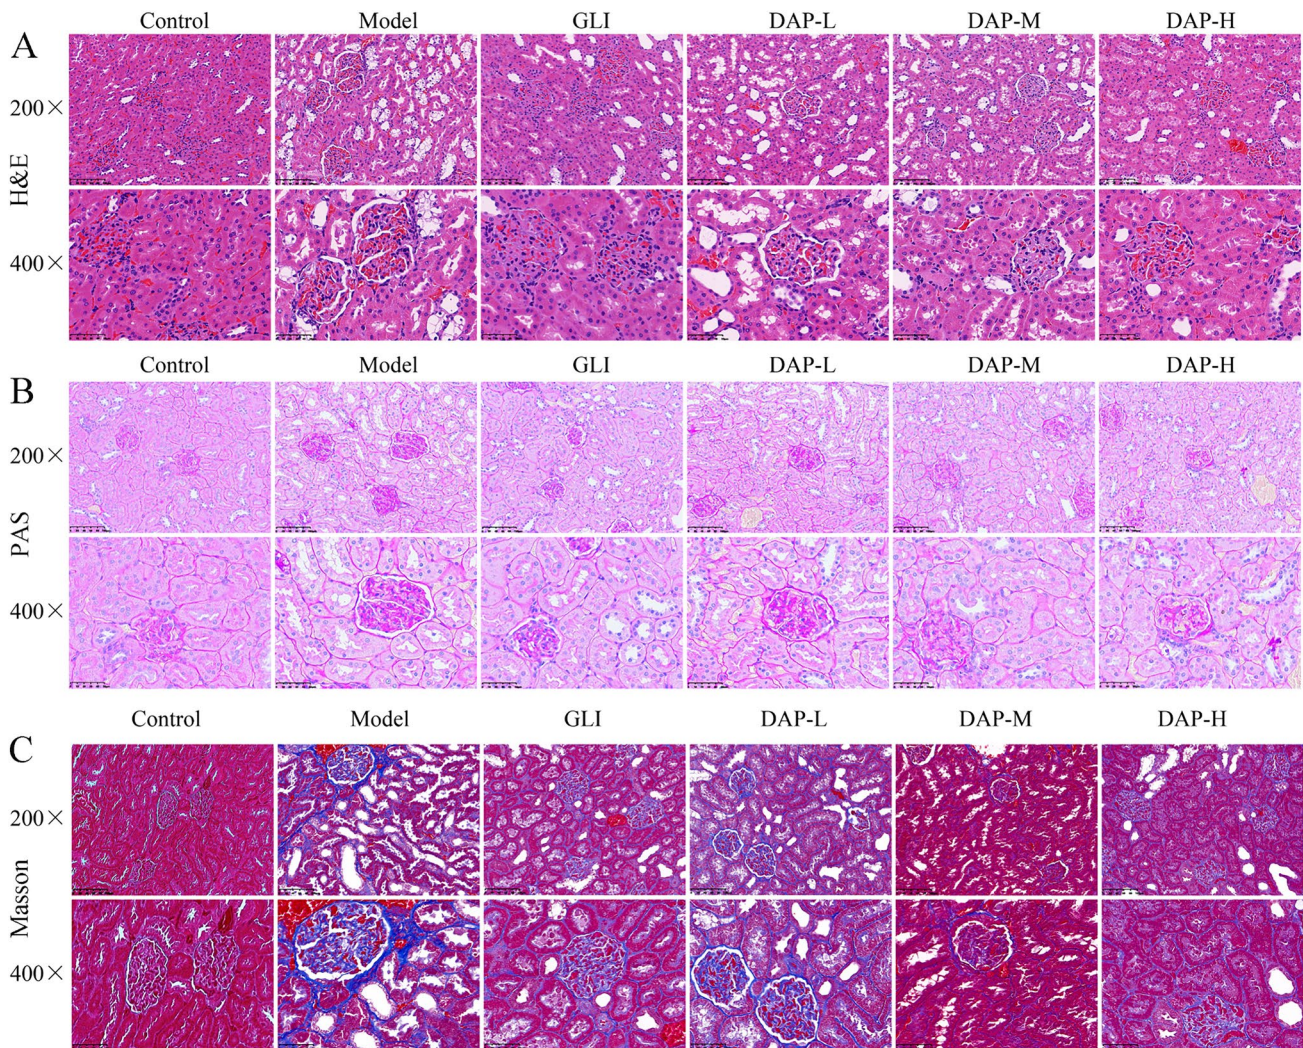 Control Model GLI DAP-L DAP-M DAP-H
A
200×
H&E
400×
Control Model GLI DAP-L DAP-M DAP-H
B
200×
PAS
400×
Control Model GLI DAP-L DAP-M DAP-H
C
200×
Masson
400×